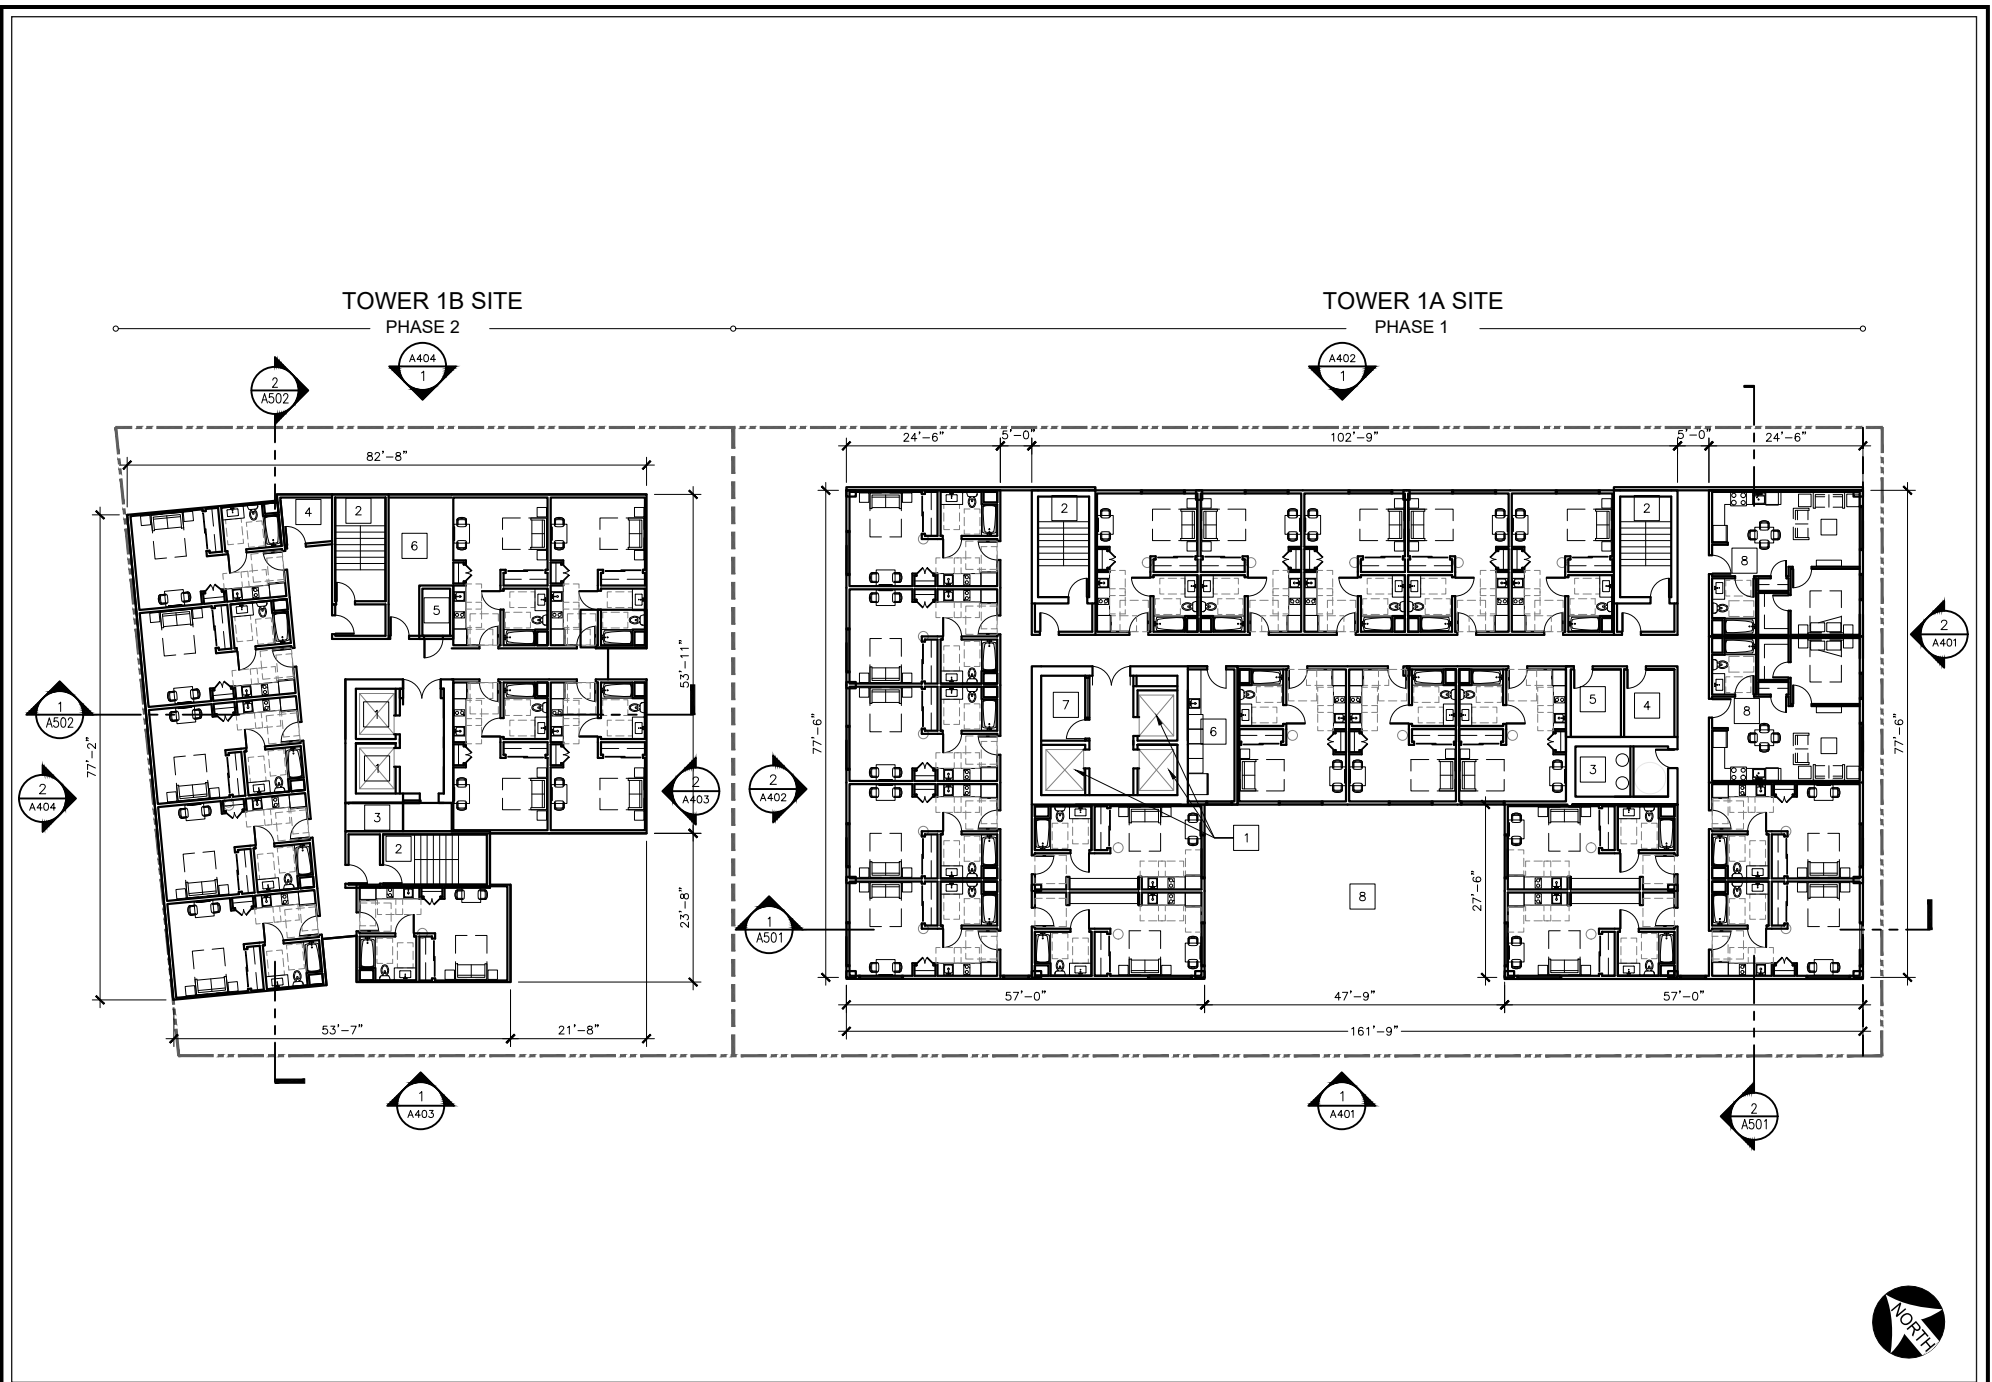 TOWER 1B SITE
TOWER 1A SITE
PHASE 2
PHASE 1
A404
1
A402
1
2
A502
24'-6"
5'-0"
102'-9"
5'-0"
24'-6"
82'-8"
4
2
6
5
2
2
8
53'-11"
2
A401
1
A502
1
7
6
5
4
8
77'-2"
77'-6"
77'-6"
3
2
A404
2
A403
2
A402
3
2
1
8
23'-8"
27'-6"
1
A501
57'-0"
47'-9"
57'-0"
53'-7"
21'-8"
161'-9"
1
A403
1
A401
2
A501
NORTH